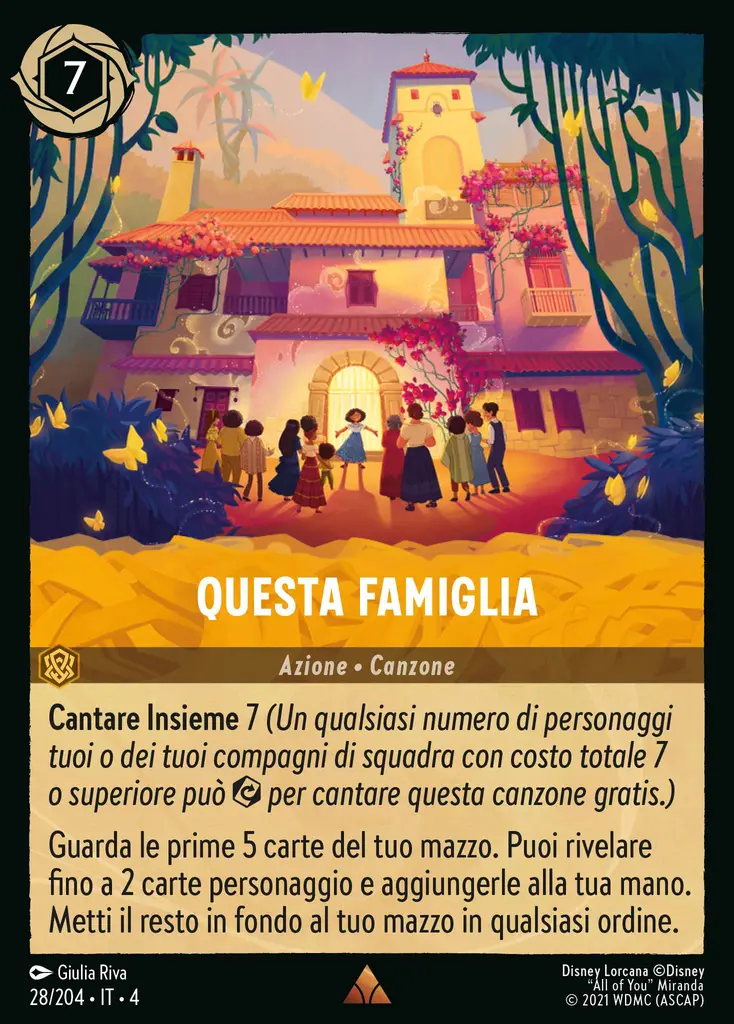 7
QUESTA FAMIGLIA
Azione • Canzone
Cantare Insieme 7 (Un qualsiasi numero di personaggi
tuoi o dei tuoi compagni di squadra con costo totale 7
o superiore può per cantare questa canzone gratis.)
Guarda le prime 5 carte del tuo mazzo. Puoi rivelare
fino a 2 carte personaggio e aggiungerle alla tua mano.
Metti il resto in fondo al tuo mazzo in qualsiasi ordine.
Giulia Riva
28/204 • IT • 4
Disney Lorcana ©Disney
"All of You" Miranda
© 2021 WDMC (ASCAP)